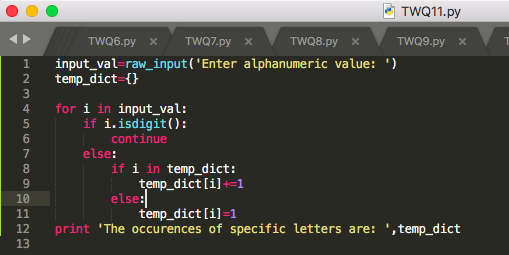 TWQ11.py
TWQ6.py × TWQ7.py × TWQ8.py × TWQ9.py ×
1 input_val=raw_input('Enter alphanumeric value: ')
2 temp_dict={}
3
4 for i in input_val:
5     if i.isdigit():
6         continue
7     else:
8         if i in temp_dict:
9             temp_dict[i]+=1
10         else:
11             temp_dict[i]=1
12 print 'The occurences of specific letters are: ',temp_dict
13